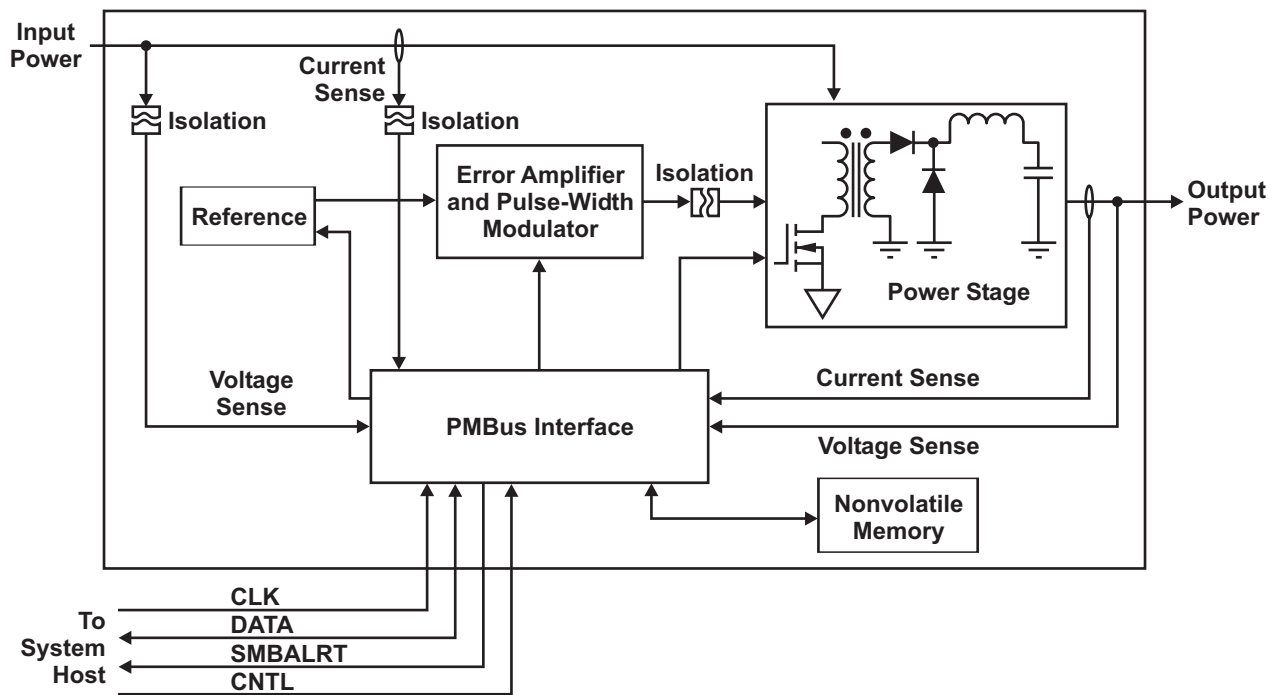 Input
Power
Current
Sense
Isolation
Isolation
Error Amplifier
and Pulse-Width
Modulator
Isolation
Reference
Output
Power
Power Stage
Voltage
Sense
PMBus Interface
Current Sense
Voltage Sense
Nonvolatile
Memory
To
System
Host
CLK
DATA
SMBALRT
CNTL